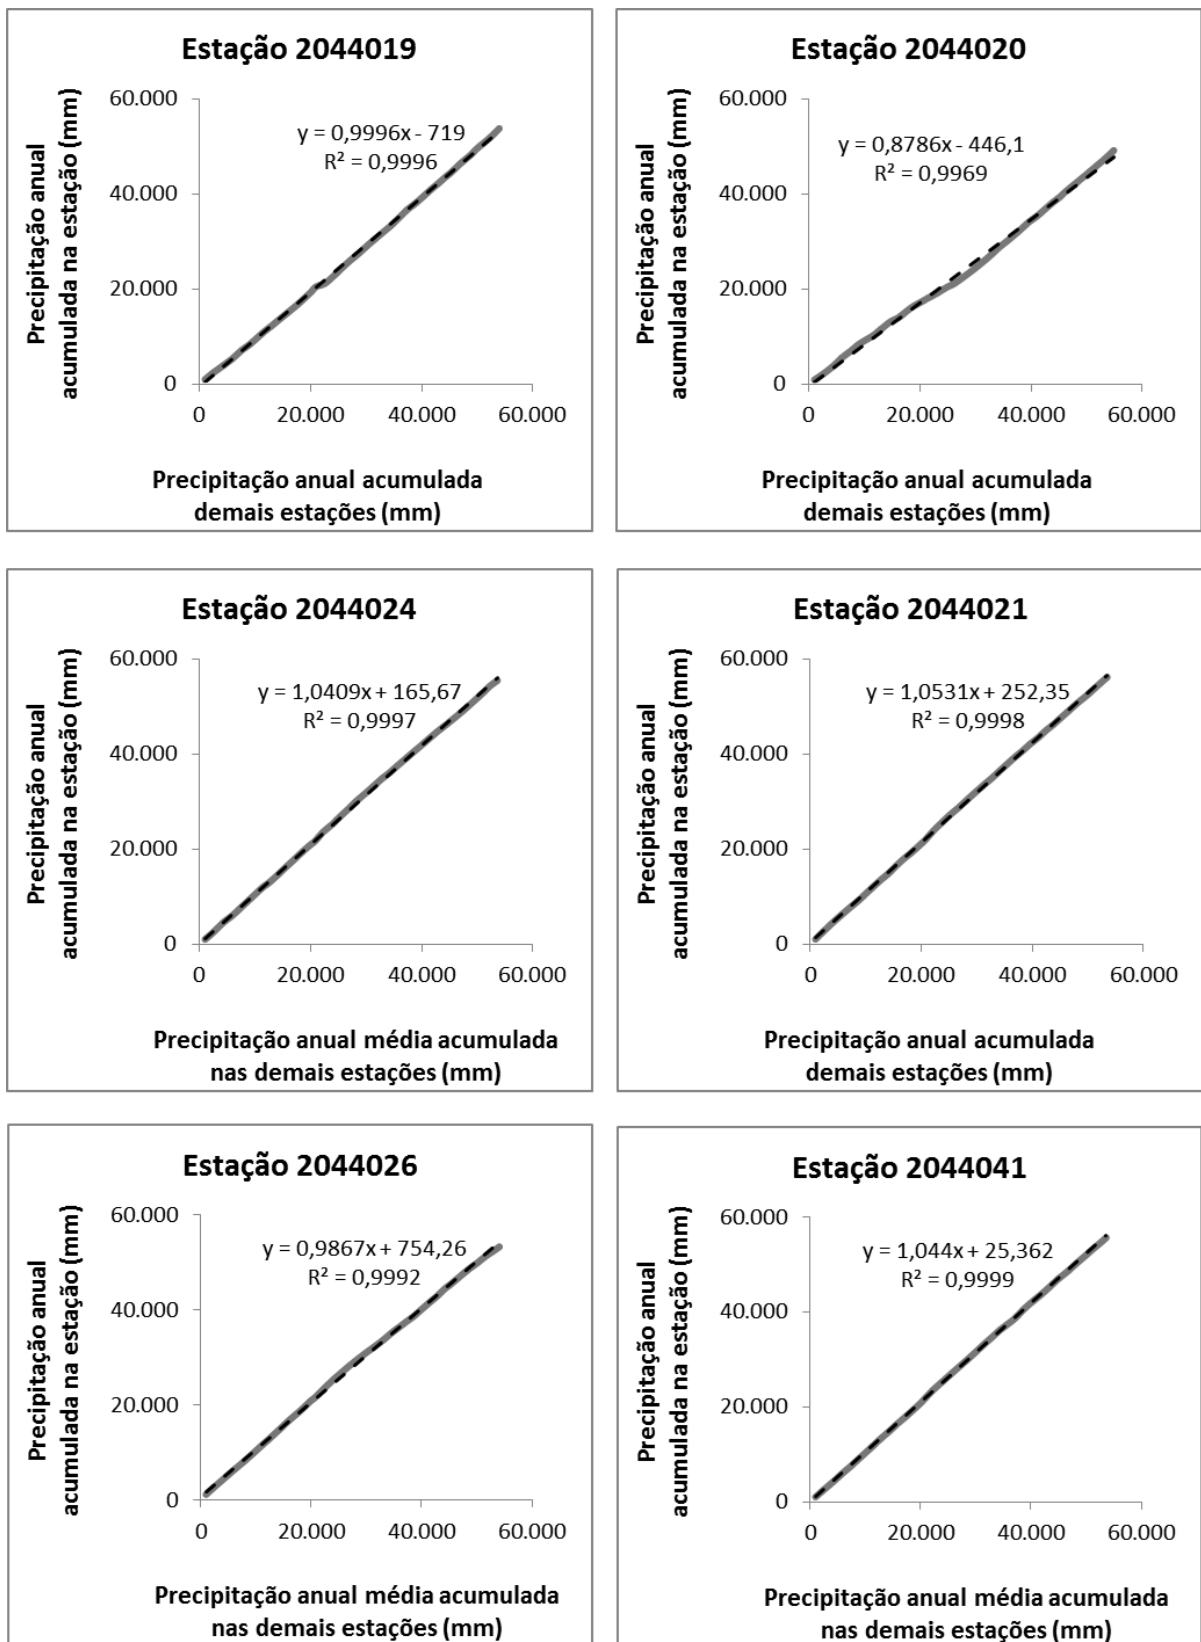 Estação 2044019
Precipitação anual
acumulada na estação (mm)
60.000
40.000
20.000
0
y = 0,9996x - 719
R² = 0,9996
0 20.000 40.000 60.000
Precipitação anual acumulada
demais estações (mm)
Estação 2044020
Precipitação anual
acumulada na estação (mm)
60.000
40.000
20.000
0
y = 0,8786x - 446,1
R² = 0,9969
0 20.000 40.000 60.000
Precipitação anual acumulada
demais estações (mm)
Estação 2044024
Precipitação anual
acumulada na estação (mm)
60.000
40.000
20.000
0
y = 1,0409x + 165,67
R² = 0,9997
0 20.000 40.000 60.000
Precipitação anual média acumulada
nas demais estações (mm)
Estação 2044021
Precipitação anual
acumulada na estação (mm)
60.000
40.000
20.000
0
y = 1,0531x + 252,35
R² = 0,9998
0 20.000 40.000 60.000
Precipitação anual acumulada
demais estações (mm)
Estação 2044026
Precipitação anual
acumulada na estação (mm)
60.000
40.000
20.000
0
y = 0,9867x + 754,26
R² = 0,9992
0 20.000 40.000 60.000
Precipitação anual média acumulada
nas demais estações (mm)
Estação 2044041
Precipitação anual
acumulada na estação (mm)
60.000
40.000
20.000
0
y = 1,044x + 25,362
R² = 0,9999
0 20.000 40.000 60.000
Precipitação anual média acumulada
nas demais estações (mm)